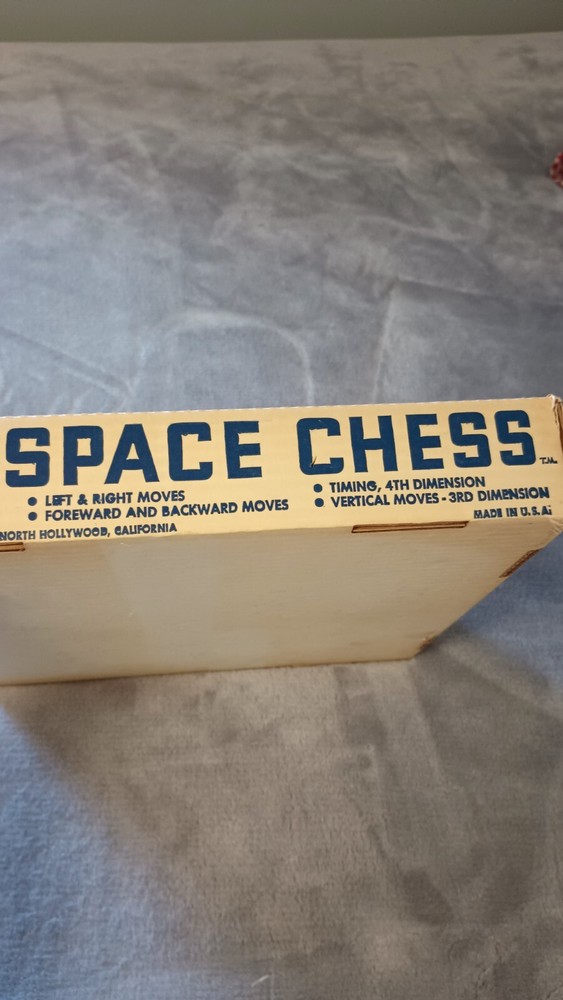 SPACE CHESS T.M.
• LEFT & RIGHT MOVES
• FOREWARD AND BACKWARD MOVES
• TIMING, 4TH DIMENSION
• VERTICAL MOVES - 3RD DIMENSION
NORTH HOLLYWOOD, CALIFORNIA
MADE IN U.S.A.